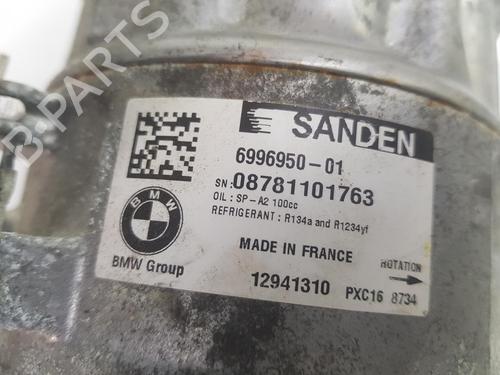 SANDEN
6996950-01
SN: 08781101763
OIL : SP-A2 100cc
REFRIGERANT : R134a and R1234yf
BMW
MADE IN FRANCE
ROTATION
BMW Group
12941310 PXC16 8734